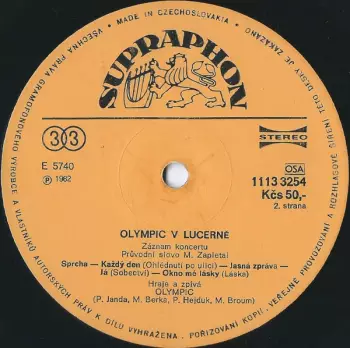 MADE IN CZECHOSLOVAKIA • VŠECHNA PRÁVA GRAMOFONOVÉHO VÝROBCE A VLASTNÍKŮ AUTORSKÝCH PRÁV K DÍLU VYHRAZENA. POŘIZOVÁNÍ KOPIÍ, VEŘEJNÉ PROVOZOVÁNÍ A ROZHLASOVÉ ŠÍŘENÍ TÉTO DESKY JE ZAKÁZÁNO
SUPRAPHON
33
STEREO
E 5740
Ⓟ 1982
OSA
1113 3254
Kčs 50,-
2. strana
OLYMPIC V LUCERNĚ
Záznam koncertu
Průvodní slovo M. Zapletal
Sprcha — Každý den (Ohlédnutí po ulici) — Jasná zpráva —
Já (Sobectví) — Okno mé lásky (Láska)
Hraje a zpívá
OLYMPIC
(P. Janda, M. Berka, P. Hejduk, M. Broum)